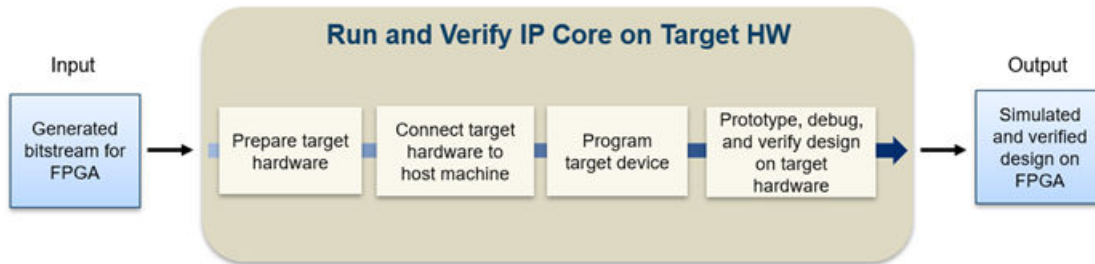 Run and Verify IP Core on Target HW
Input
Generated
bitstream for
FPGA
Prepare target
hardware
Connect target
hardware to
host machine
Program
target device
Prototype, debug,
and verify design
on target
hardware
Output
Simulated
and verified
design on
FPGA